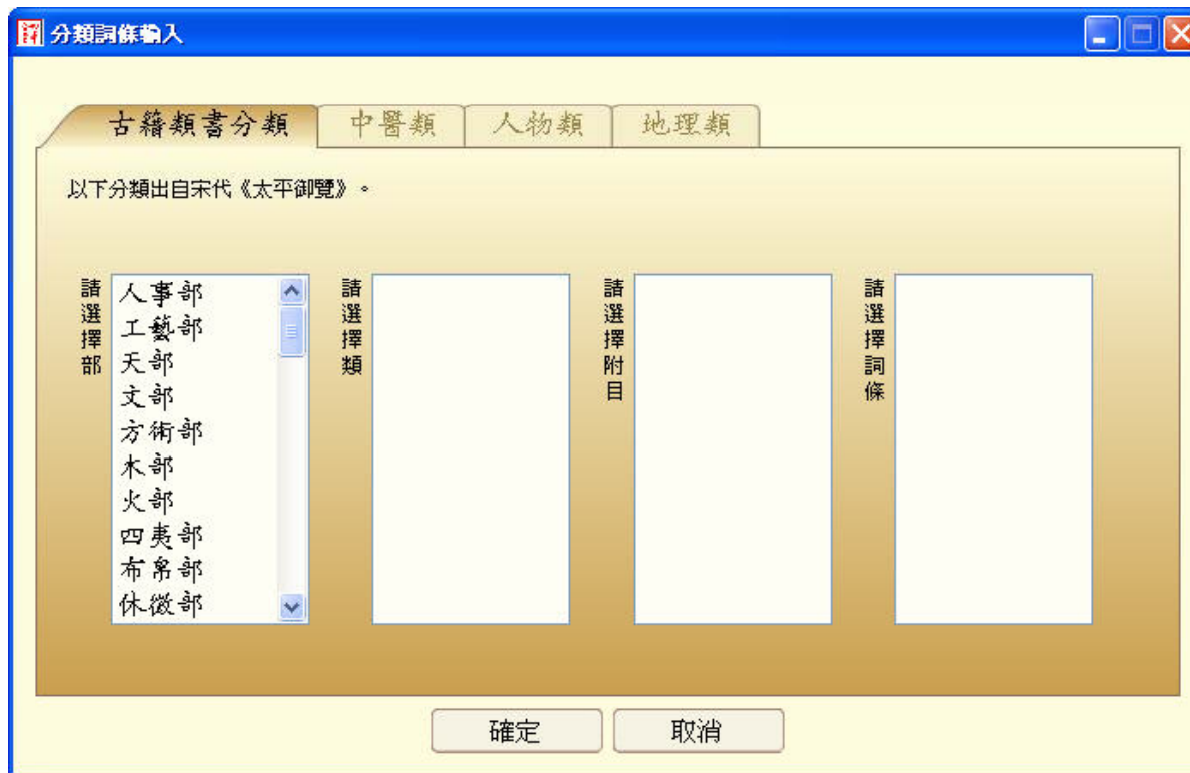 分類詞條輸入
古籍類書分類 中醫類 人物類 地理類
以下分類出自宋代《太平御覽》。
請選擇部
人事部
工藝部
天部
文部
方術部
木部
火部
四夷部
布帛部
休徵部
請選擇類
請選擇附目
請選擇詞條
確定 取消